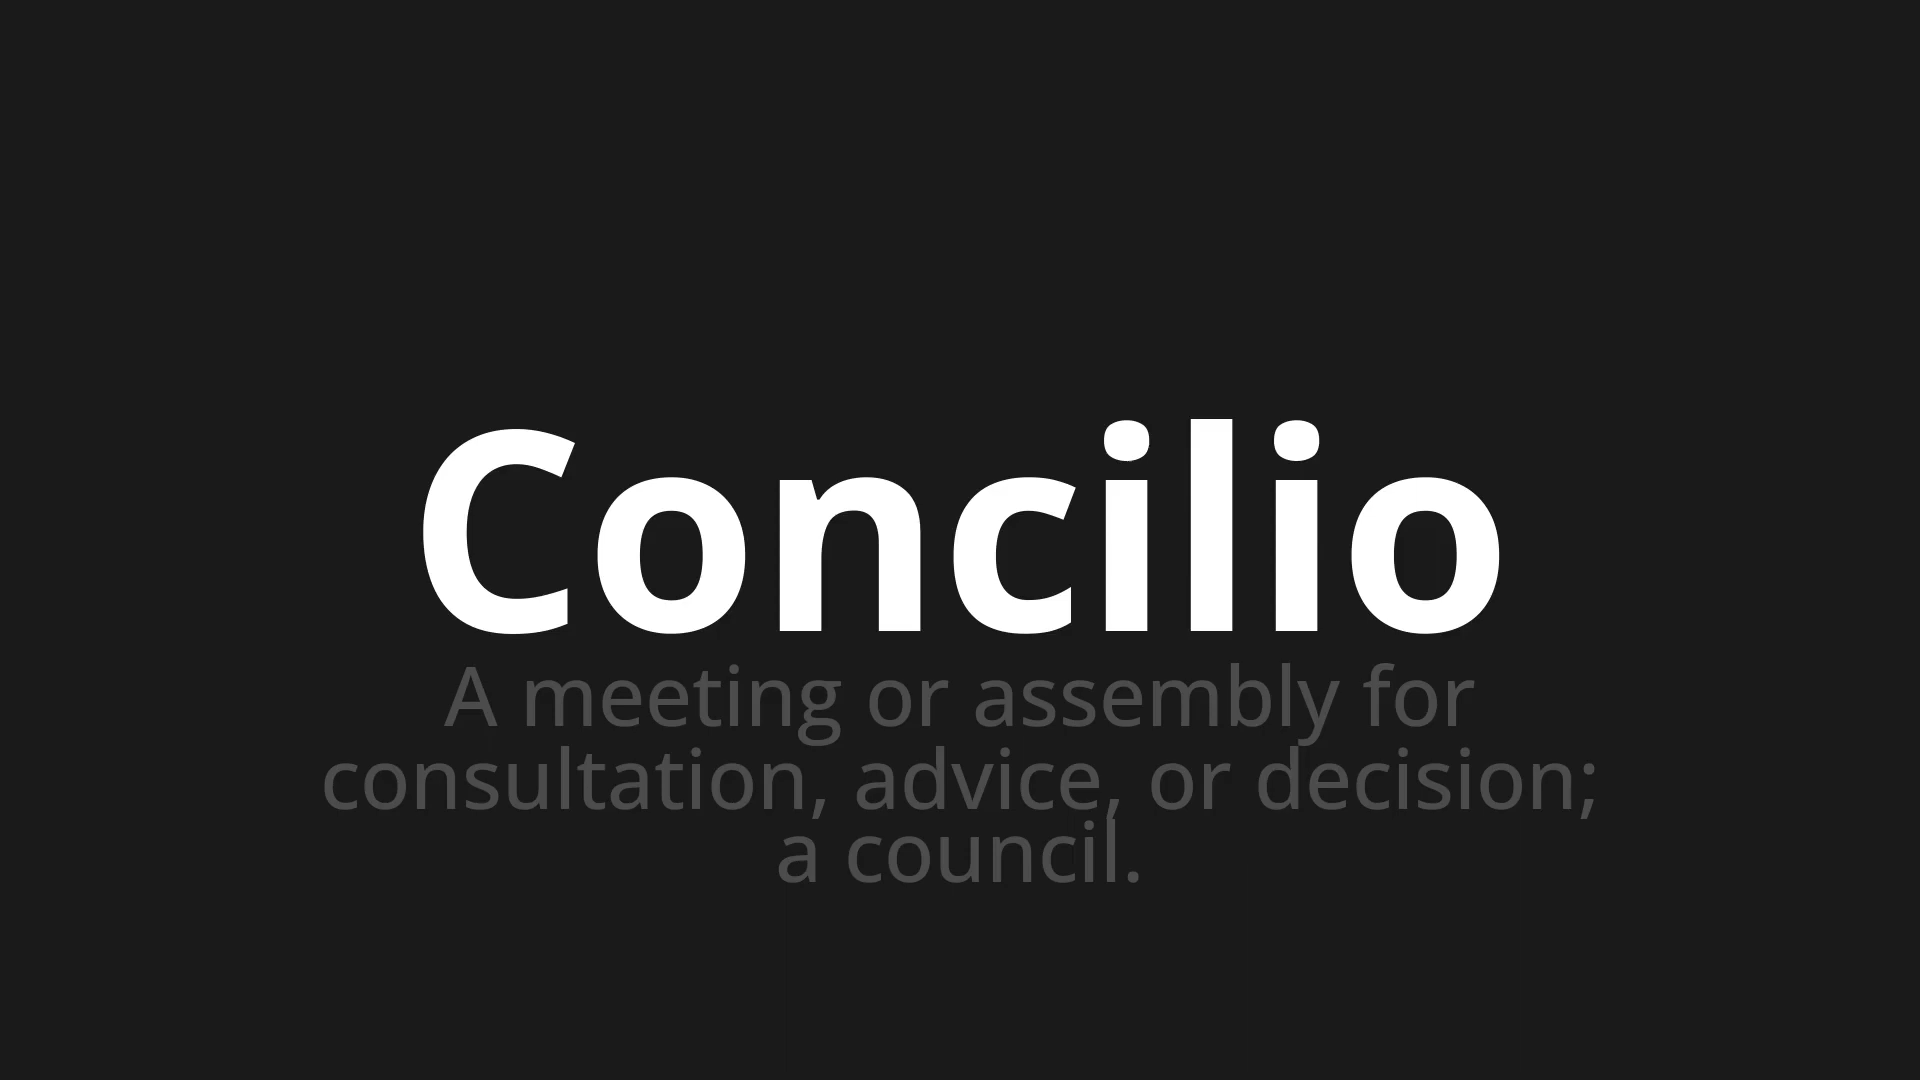 Concilio
A meeting or assembly for
consultation, advice, or decision;
a council.